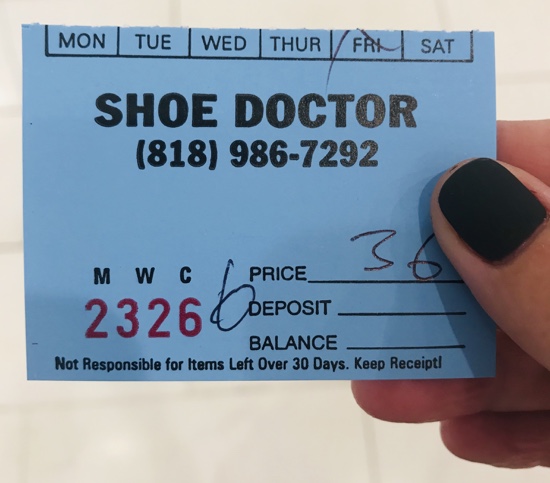 MON TUE WED THUR FRI SAT
SHOE DOCTOR
(818) 986-7292
M W C
PRICE 36
2326 6 DEPOSIT
BALANCE
Not Responsible for Items Left Over 30 Days. Keep Receipt!